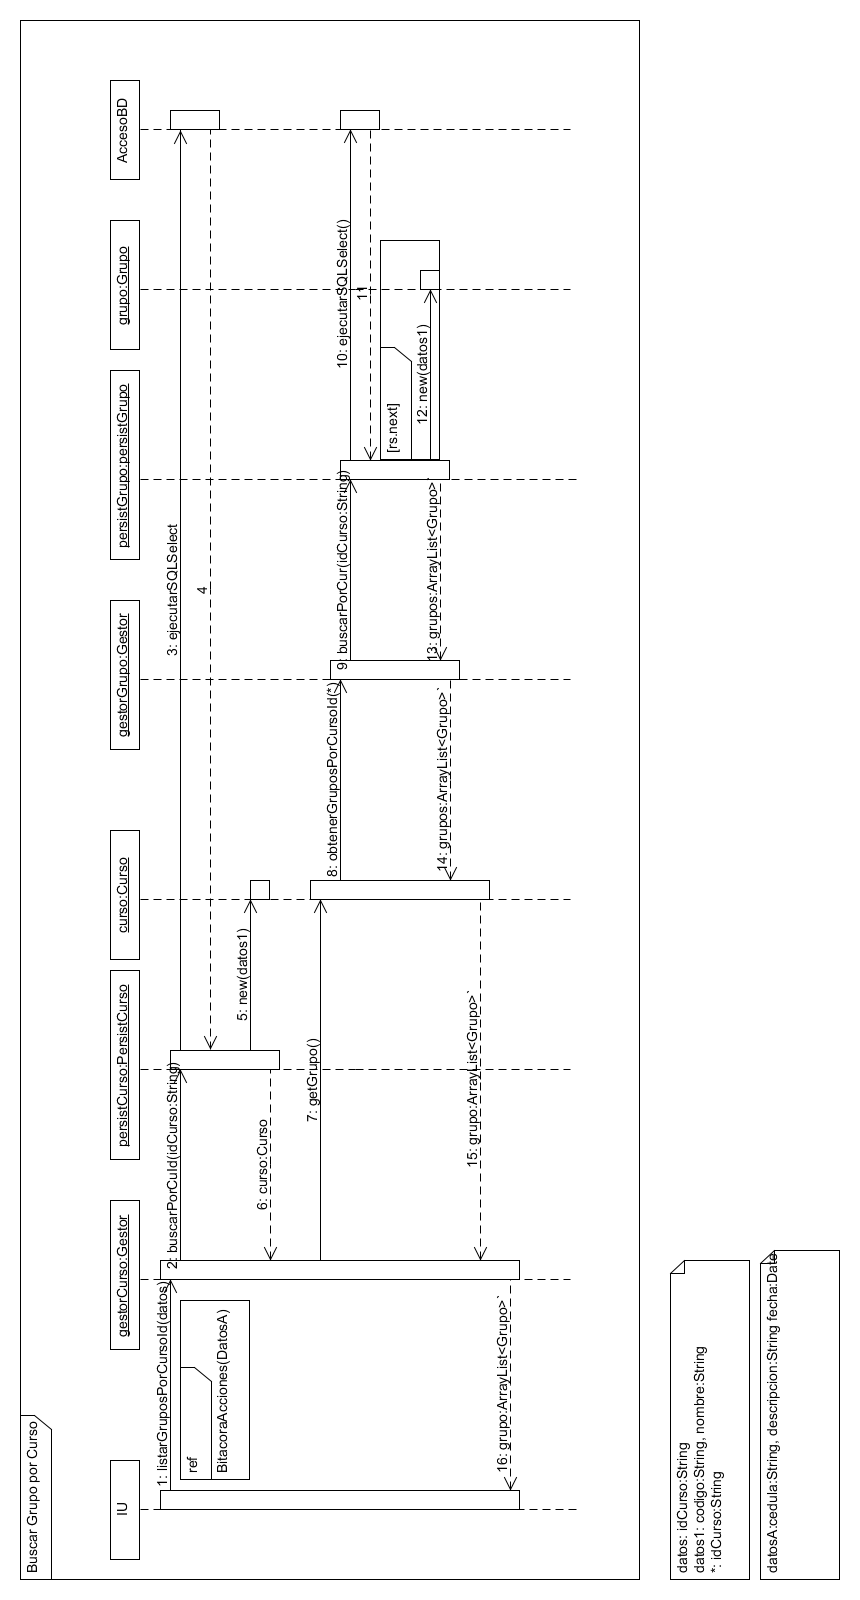 Buscar Grupo por Curso
IU
gestorCurso:Gestor
persistCurso:PersistCurso
curso:Curso
gestorGrupo:Gestor
persistGrupo:persistGrupo
grupo:Grupo
AccesoBD
1: listarGruposPorCursoId(datos)
ref
BitacoraAcciones(DatosA)
2: buscarPorCuId(idCurso:String)
3: ejecutarSQLSelect
4
5: new(datos1)
6: curso:Curso
7: getGrupo()
8: obtenerGruposPorCursoId(*)
9: buscarPorCur(idCurso:String)
10: ejecutarSQLSelect()
11
[rs.next]
12: new(datos1)
13: grupos:ArrayList<Grupo>`
14: grupos:ArrayList<Grupo>`
15: grupo:ArrayList<Grupo>`
16: grupo:ArrayList<Grupo>`
datos: idCurso:String
datos1: codigo:String, nombre:String
*: idCurso:String
datosA:cedula:String, descripcion:String fecha:Date